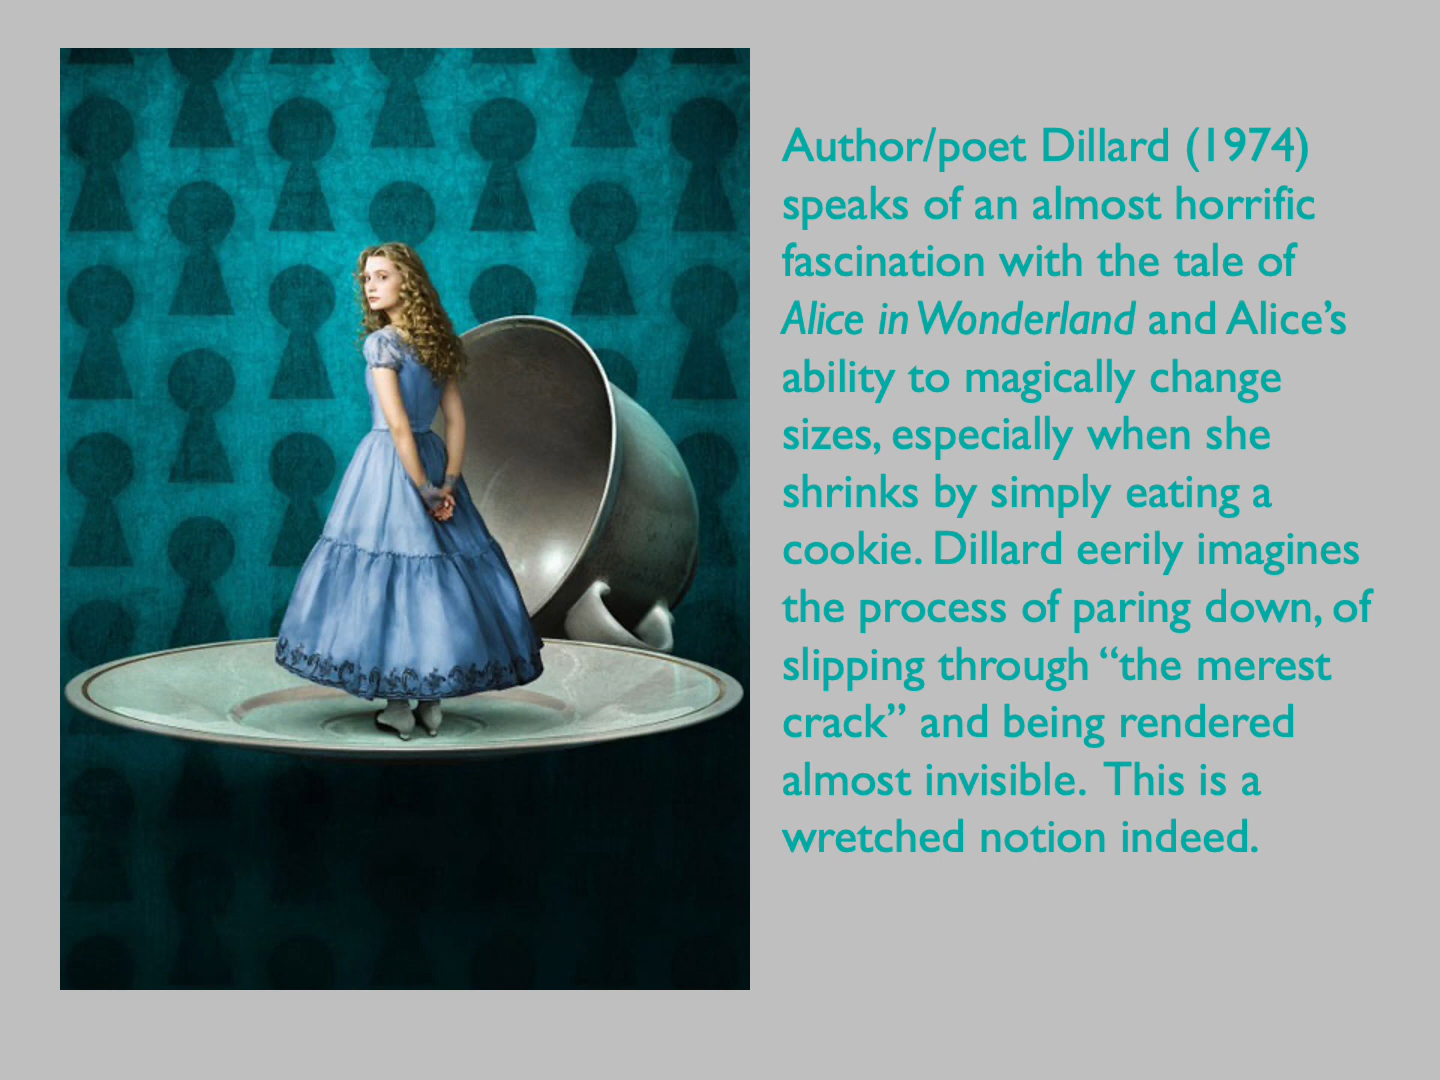 Author/poet Dillard (1974)
speaks of an almost horrific
fascination with the tale of
Alice in Wonderland and Alice’s
ability to magically change
sizes, especially when she
shrinks by simply eating a
cookie. Dillard eerily imagines
the process of paring down, of
slipping through “the merest
crack” and being rendered
almost invisible.  This is a
wretched notion indeed.